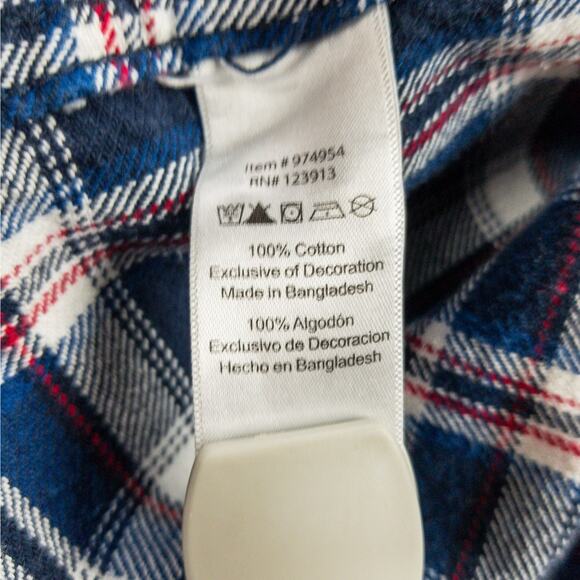 Item # 974954
RN# 123913
100% Cotton
Exclusive of Decoration
Made in Bangladesh
100% Algodón
Exclusivo de Decoracion
Hecho en Bangladesh